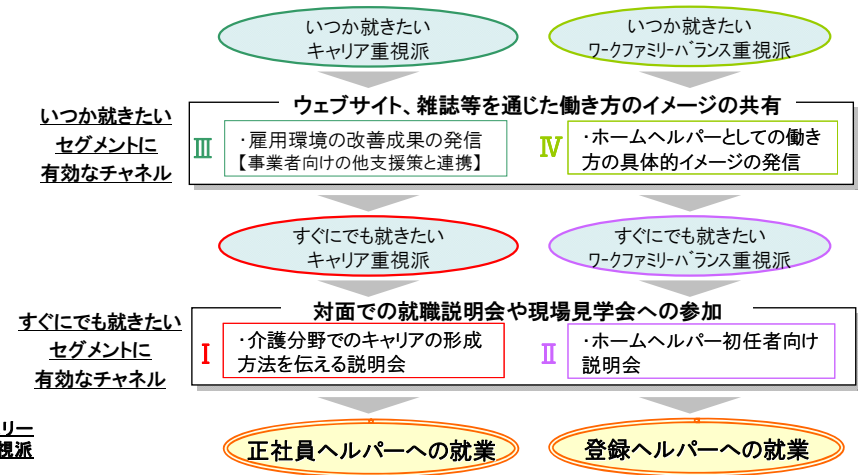 いつか就きたい
キャリア重視派
いつか就きたい
ワークファミリーバランス重視派
いつか就きたい
セグメントに
有効なチャネル
ウェブサイト、雑誌等を通じた働き方のイメージの共有
Ⅲ
・雇用環境の改善成果の発信
【事業者向けの他支援策と連携】
Ⅳ
・ホームヘルパーとしての働き
方の具体的イメージの発信
すぐにでも就きたい
キャリア重視派
すぐにでも就きたい
ワークファミリーバランス重視派
すぐにでも就きたい
セグメントに
有効なチャネル
対面での就職説明会や現場見学会への参加
Ⅰ
・介護分野でのキャリアの形成
方法を伝える説明会
Ⅱ
・ホームヘルパー初任者向け
説明会
リー
視派
正社員ヘルパーへの就業
登録ヘルパーへの就業